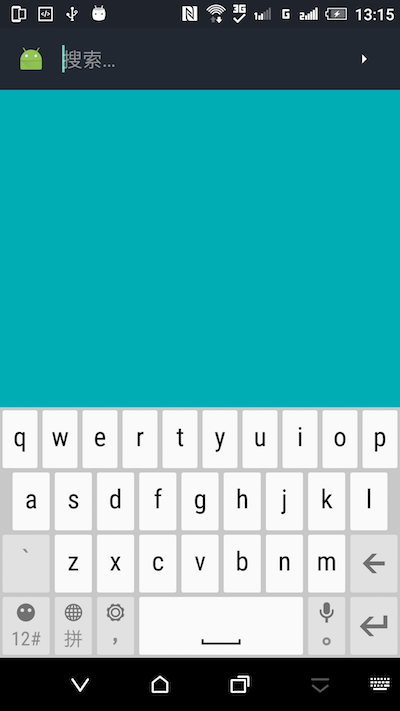 3G G 13:15
搜索...
q w e r t y u i o p
a s d f g h j k l
` z x c v b n m
12# 拼 , 。